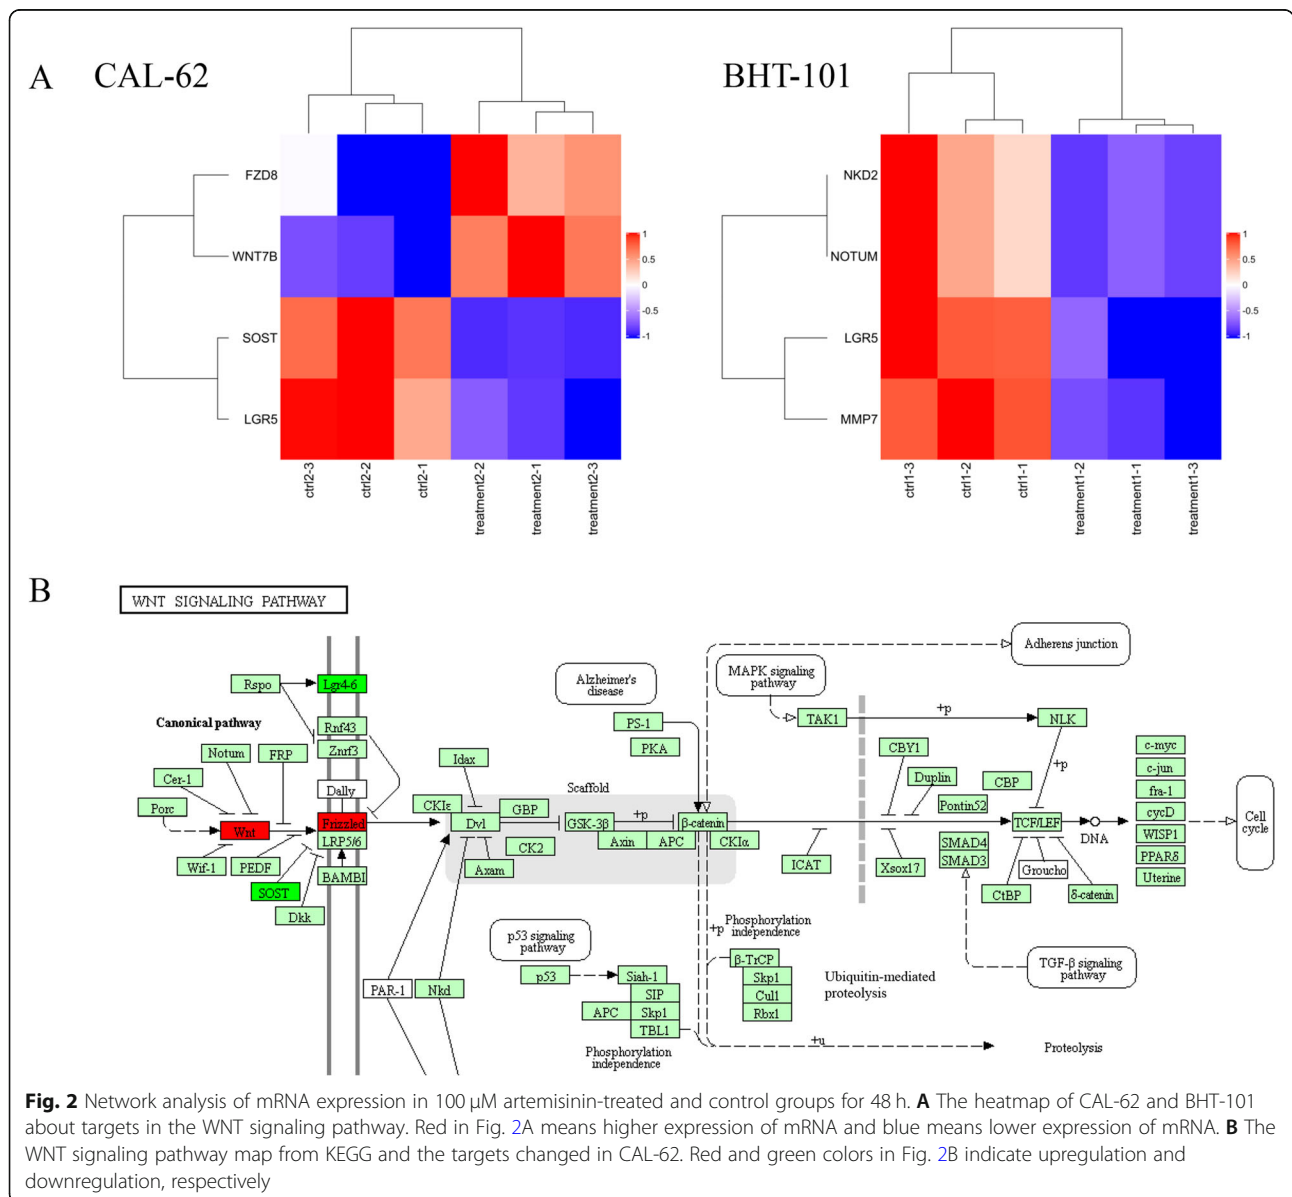 A CAL-62 BHT-101
FZD8
WNT7B
SOST
LGR5
1
0.5
0
-0.5
-1
ctrl2-3
ctrl2-2
ctrl2-1
treatment2-2
treatment2-1
treatment2-3
NKD2
NOTUM
LGR5
MMP7
1
0.5
0
-0.5
-1
ctrl1-3
ctrl1-2
ctrl1-1
treatment1-2
treatment1-1
treatment1-3
B
WNT SIGNALING PATHWAY
Canonical pathway
Rspo
Lgr4-6
Rnf43
Znrf3
Notum
FRP
Cer-1
Dally
Porc
Wnt
Frizzled
LRP5/6
Wif-1
PEDF
BAMBI
SOST
Dkk
PAR-1
Nkd
Idax
Scaffold
CKIε
GBP
Dvl
CK2
Axam
GSK-3β
+p
β-catenin
Axin
APC
CKIα
Alzheimer's
disease
PS-1
PKA
MAPK signaling
pathway
Adherens junction
TAK1
+p
NLK
+p
CBY1
Duplin
CBP
Pontin52
TCF/LEF
DNA
SMAD4
SMAD3
Groucho
CtBP
δ-catenin
ICAT
Xsox17
c-myc
c-jun
fra-1
cycD
WISP1
PPARδ
Uterine
Cell
cycle
p53 signaling
pathway
p53
Siah-1
SIP
APC
Skp1
TBL1
Phosphorylation
independence
Phosphorylation
independence
+p
β-TrCP
Skp1
Cul1
Rbx1
Ubiquitin-mediated
proteolysis
TGF-β signaling
pathway
+u
Proteolysis
Fig. 2 Network analysis of mRNA expression in 100 μM artemisinin-treated and control groups for 48 h. A The heatmap of CAL-62 and BHT-101
about targets in the WNT signaling pathway. Red in Fig. 2A means higher expression of mRNA and blue means lower expression of mRNA. B The
WNT signaling pathway map from KEGG and the targets changed in CAL-62. Red and green colors in Fig. 2B indicate upregulation and
downregulation, respectively